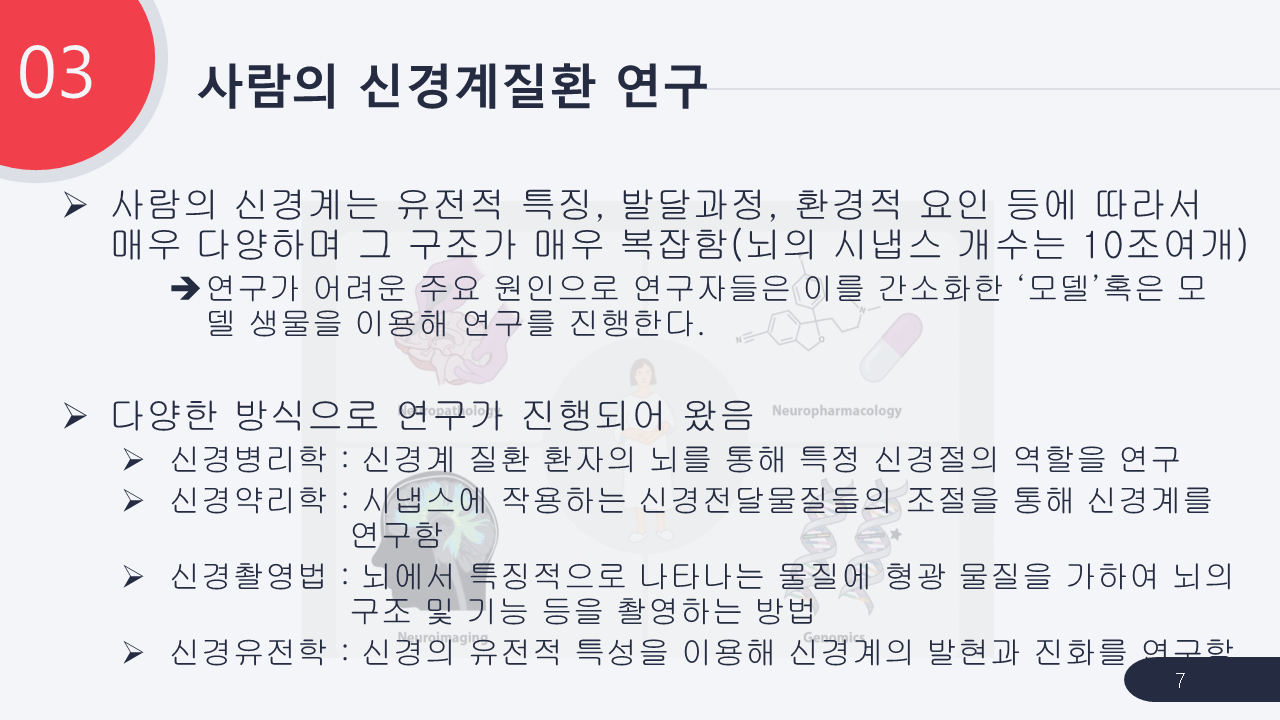 03
사람의 신경계질환 연구
➢ 사람의 신경계는 유전적 특징, 발달과정, 환경적 요인 등에 따라서
매우 다양하며 그 구조가 매우 복잡함(뇌의 시냅스 개수는 10조여개)
➔연구가 어려운 주요 원인으로 연구자들은 이를 간소화한 ‘모델’혹은 모
델 생물을 이용해 연구를 진행한다.
N
NC
O
F
➢ 다양한 방식으로 연구가 진행되어 왔음
Neuropathology
Neuropharmacology
➢ 신경병리학 : 신경계 질환 환자의 뇌를 통해 특정 신경절의 역할을 연구
➢ 신경약리학 : 시냅스에 작용하는 신경전달물질들의 조절을 통해 신경계를
연구함
➢ 신경촬영법 : 뇌에서 특징적으로 나타나는 물질에 형광 물질을 가하여 뇌의
구조 및 기능 등을 촬영하는 방법
Neuroimaging
Genomics
➢ 신경유전학 : 신경의 유전적 특성을 이용해 신경계의 발현과 진화를 연구함
7